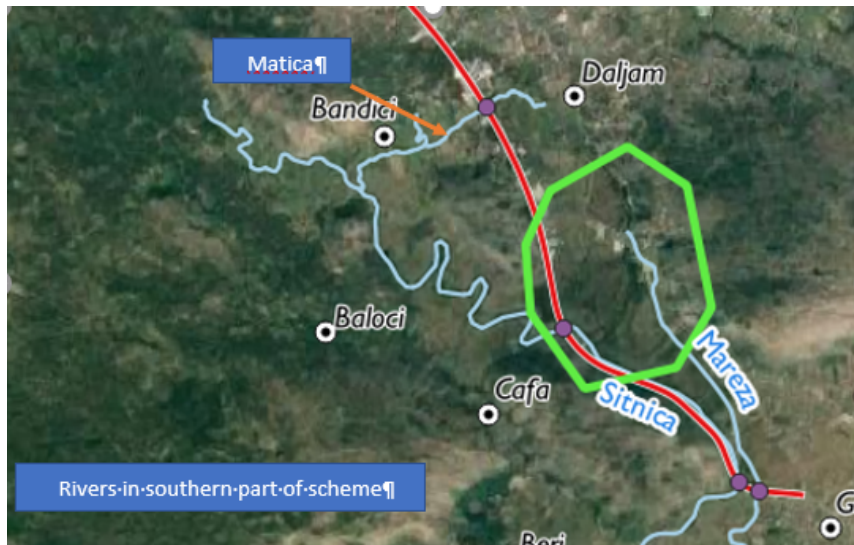 Matica¶
Daljam
Bandici
Baloci
Mareza
Cafa
Sitnica
Rivers·in·southern·part·of·scheme¶
G